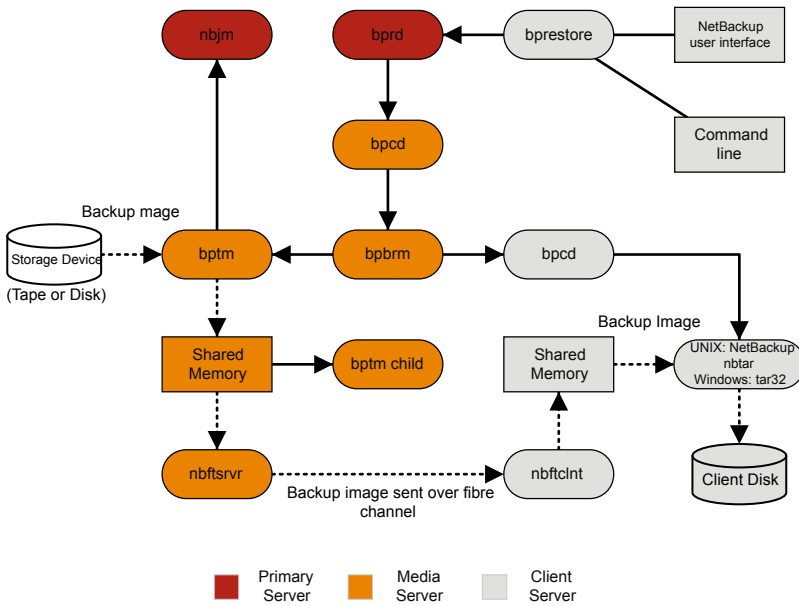 nbjm
bprd
bprestore
NetBackup
user interface
bpcd
Command
line
Backup mage
Storage Device
(Tape or Disk)
bptm
bpbrm
bpcd
Backup Image
Shared
Memory
bptm child
Shared
Memory
UNIX: NetBackup
nbtar
Windows: tar32
nbftsrvr
Backup image sent over fibre
channel
nbftclnt
Client Disk
Primary
Server
Media
Server
Client
Server